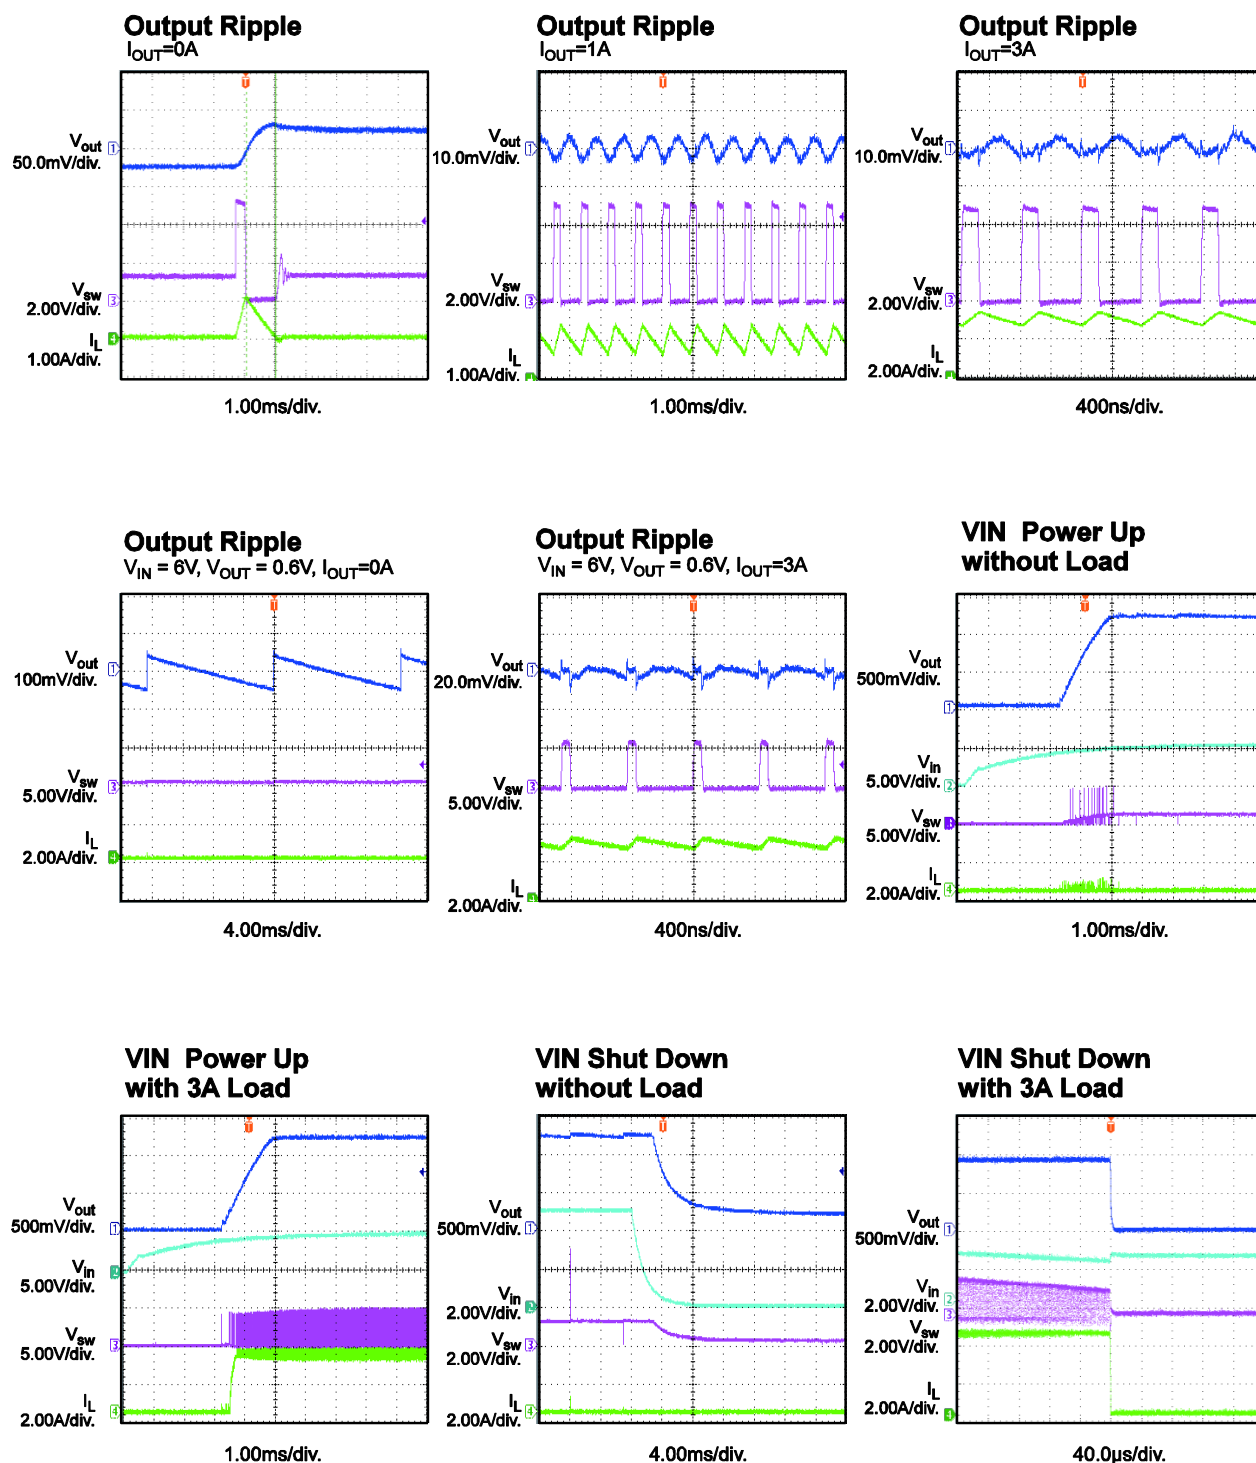 Output Ripple
IOUT=0A
Vout
50.0mV/div.
Vsw
2.00V/div.
IL
1.00A/div.
1.00ms/div.
Output Ripple
IOUT=1A
Vout
10.0mV/div.
Vsw
2.00V/div.
IL
1.00A/div.
1.00ms/div.
Output Ripple
IOUT=3A
Vout
10.0mV/div.
Vsw
2.00V/div.
IL
2.00A/div.
400ns/div.
Output Ripple
VIN = 6V, VOUT = 0.6V, IOUT=0A
Vout
100mV/div.
Vsw
5.00V/div.
IL
2.00A/div.
4.00ms/div.
Output Ripple
VIN = 6V, VOUT = 0.6V, IOUT=3A
Vout
20.0mV/div.
Vsw
5.00V/div.
IL
2.00A/div.
400ns/div.
VIN Power Up
without Load
Vout
500mV/div.
Vin
5.00V/div.
Vsw
5.00V/div.
IL
2.00A/div.
1.00ms/div.
VIN Power Up
with 3A Load
Vout
500mV/div.
Vin
5.00V/div.
Vsw
5.00V/div.
IL
2.00A/div.
1.00ms/div.
VIN Shut Down
without Load
Vout
500mV/div.
Vin
2.00V/div.
Vsw
2.00V/div.
IL
2.00A/div.
4.00ms/div.
VIN Shut Down
with 3A Load
Vout
500mV/div.
Vin
2.00V/div.
Vsw
2.00V/div.
IL
2.00A/div.
40.0µs/div.